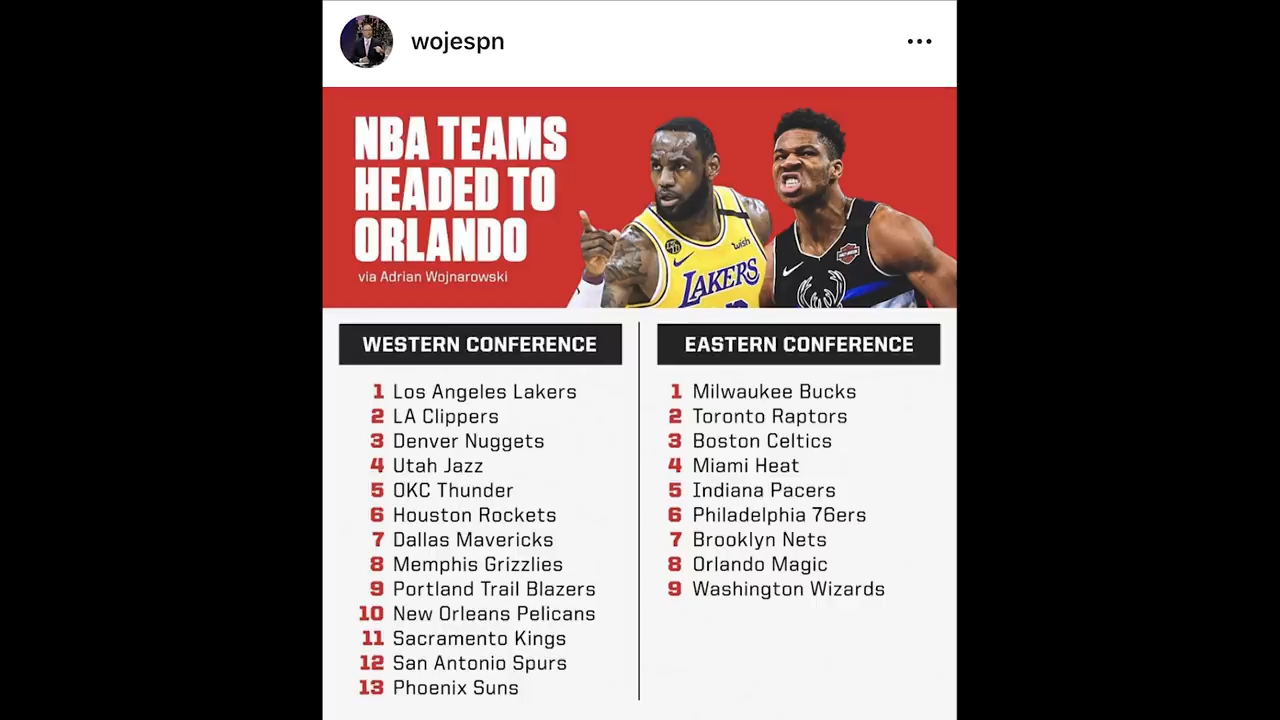 wojespn
NBA TEAMS
HEADED TO
ORLANDO
via Adrian Wojnarowski
wish
LAKERS
HARLEY-DAVIDSON
WESTERN CONFERENCE
1 Los Angeles Lakers
2 LA Clippers
3 Denver Nuggets
4 Utah Jazz
5 OKC Thunder
6 Houston Rockets
7 Dallas Mavericks
8 Memphis Grizzlies
9 Portland Trail Blazers
10 New Orleans Pelicans
11 Sacramento Kings
12 San Antonio Spurs
13 Phoenix Suns
EASTERN CONFERENCE
1 Milwaukee Bucks
2 Toronto Raptors
3 Boston Celtics
4 Miami Heat
5 Indiana Pacers
6 Philadelphia 76ers
7 Brooklyn Nets
8 Orlando Magic
9 Washington Wizards